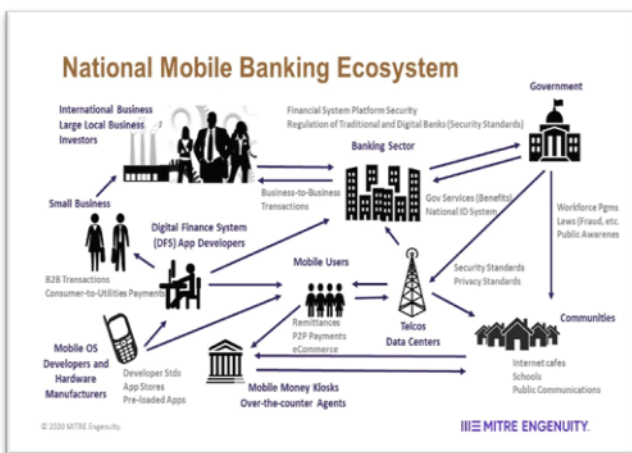 National Mobile Banking Ecosystem
Government
International Business
Large Local Business
Investors
Financial System Platform Security
Regulation of Traditional and Digital Banks (Security Standards)
Banking Sector
Business-to-Business
Transactions
Gov Services (Benefits)
National ID System
Workforce Pgms
Laws (Fraud, etc.
Public Awarenes
Small Business
Digital Finance System
(DFS) App Developers
B2B Transactions
Consumer-to-Utilities Payments
Mobile Users
Security Standards
Privacy Standards
Remittances
P2P Payments
eCommerce
Telcos
Data Centers
Communities
Mobile OS
Developers and
Hardware
Manufacturers
Developer Stds
App Stores
Pre-loaded Apps
Mobile Money Kiosks
Over-the-counter Agents
Internet cafes
Schools
Public Communications
© 2020 MITRE Engenuity.
MITRE ENGENUITY.